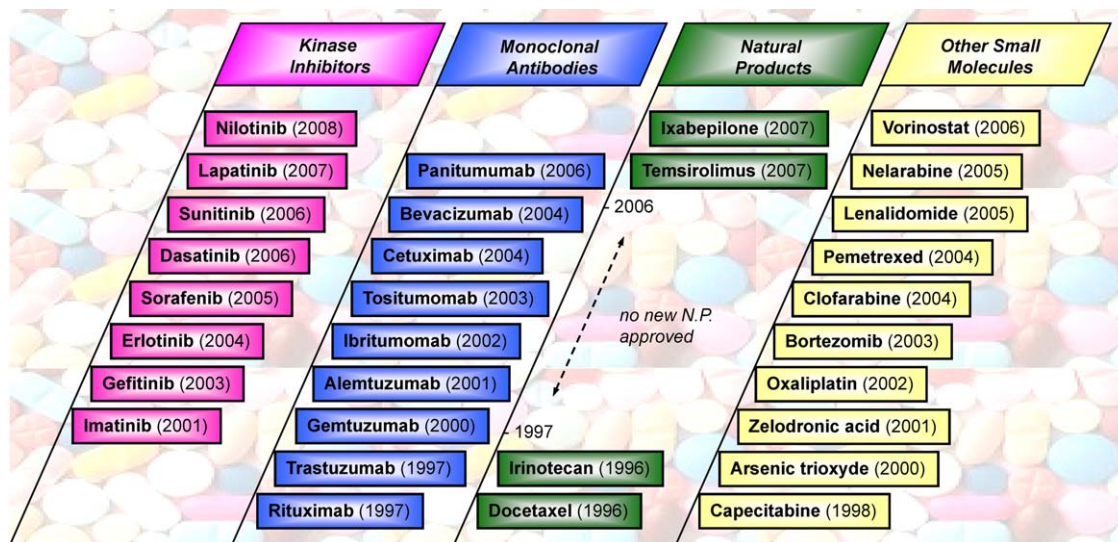 Kinase
Inhibitors
Monoclonal
Antibodies
Natural
Products
Other Small
Molecules
Nilotinib (2008)
Lapatinib (2007)
Sunitinib (2006)
Dasatinib (2006)
Sorafenib (2005)
Erlotinib (2004)
Gefitinib (2003)
Imatinib (2001)
Panitumumab (2006)
Bevacizumab (2004)
Cetuximab (2004)
Tositumomab (2003)
Ibritumomab (2002)
Alemtuzumab (2001)
Gemtuzumab (2000)
Trastuzumab (1997)
Rituximab (1997)
Ixabepilone (2007)
Temsirolimus (2007)
- 2006
no new N.P.
approved
- 1997
Irinotecan (1996)
Docetaxel (1996)
Vorinostat (2006)
Nelarabine (2005)
Lenalidomide (2005)
Pemetrexed (2004)
Clofarabine (2004)
Bortezomib (2003)
Oxaliplatin (2002)
Zelodronic acid (2001)
Arsenic trioxyde (2000)
Capecitabine (1998)